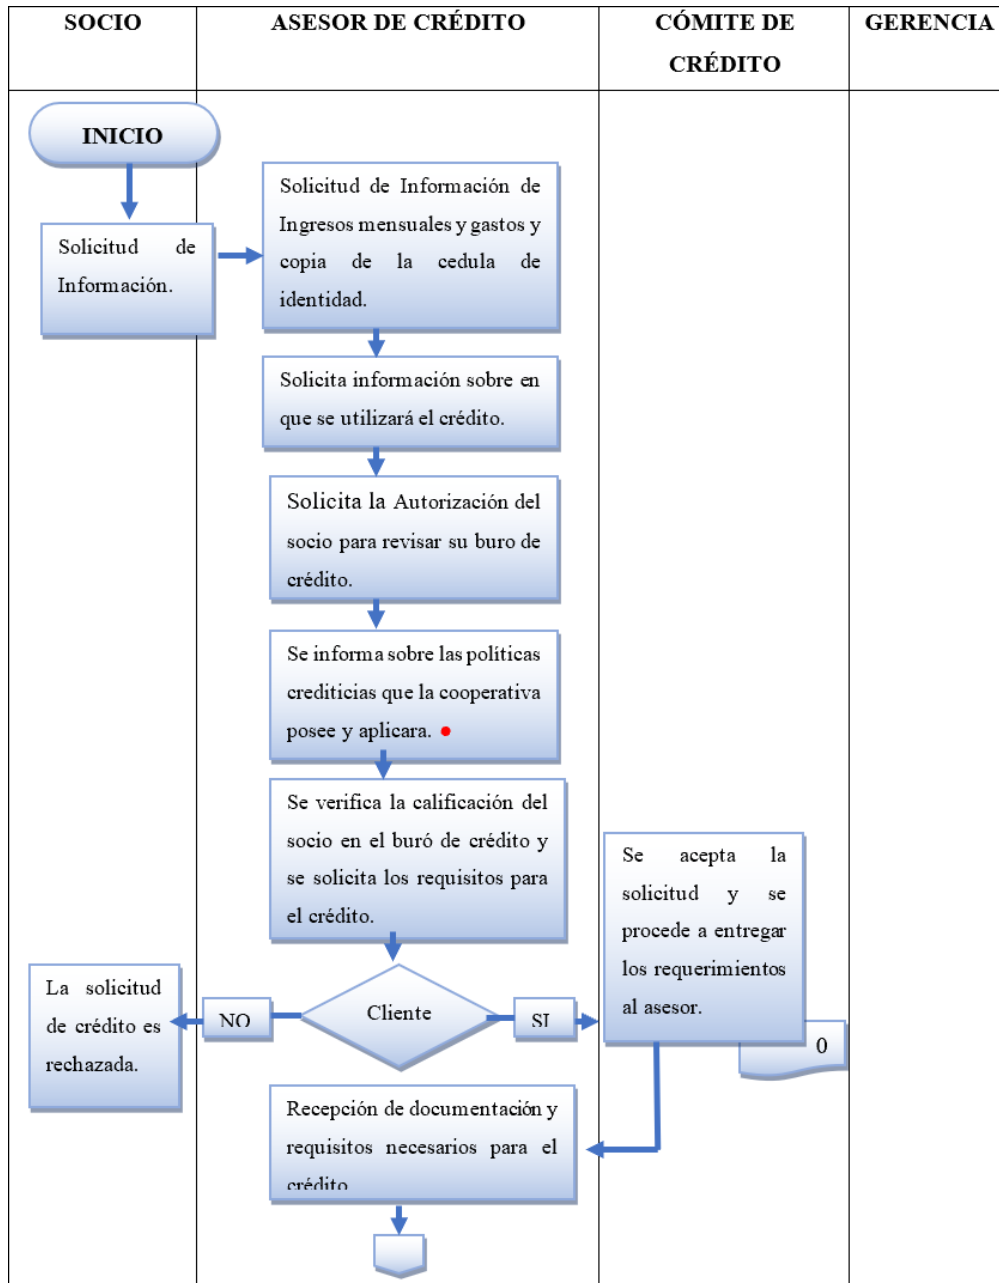 SOCIO
ASESOR DE CRÉDITO
CÓMITE DE
CRÉDITO
GERENCIA
INICIO
Solicitud de
Información.
Solicitud de Información de
Ingresos mensuales y gastos y
copia de la cedula de
identidad.
Solicita información sobre en
que se utilizará el crédito.
Solicita la Autorización del
socio para revisar su buro de
crédito.
Se informa sobre las políticas
crediticias que la cooperativa
posee y aplicara.
Se verifica la calificación del
socio en el buró de crédito y
se solicita los requisitos para
el crédito.
Se acepta la
solicitud y se
procede a entregar
los requerimientos
al asesor.
0
La solicitud
de crédito es
rechazada.
NO
Cliente
SI
Recepción de documentación y
requisitos necesarios para el
crédito